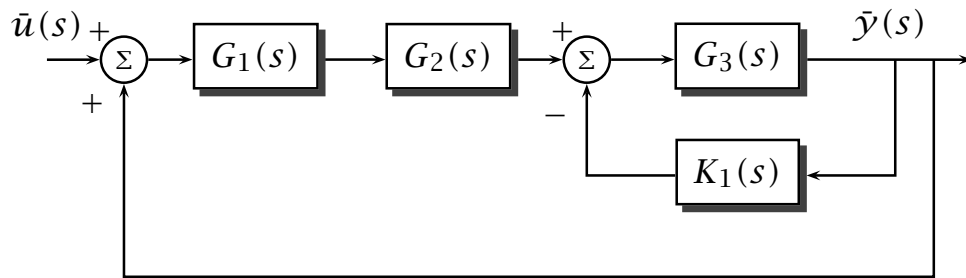 ū(s)
+
Σ
+
G₁(s)
G₂(s)
+
Σ
−
G₃(s)
ȳ(s)
K₁(s)